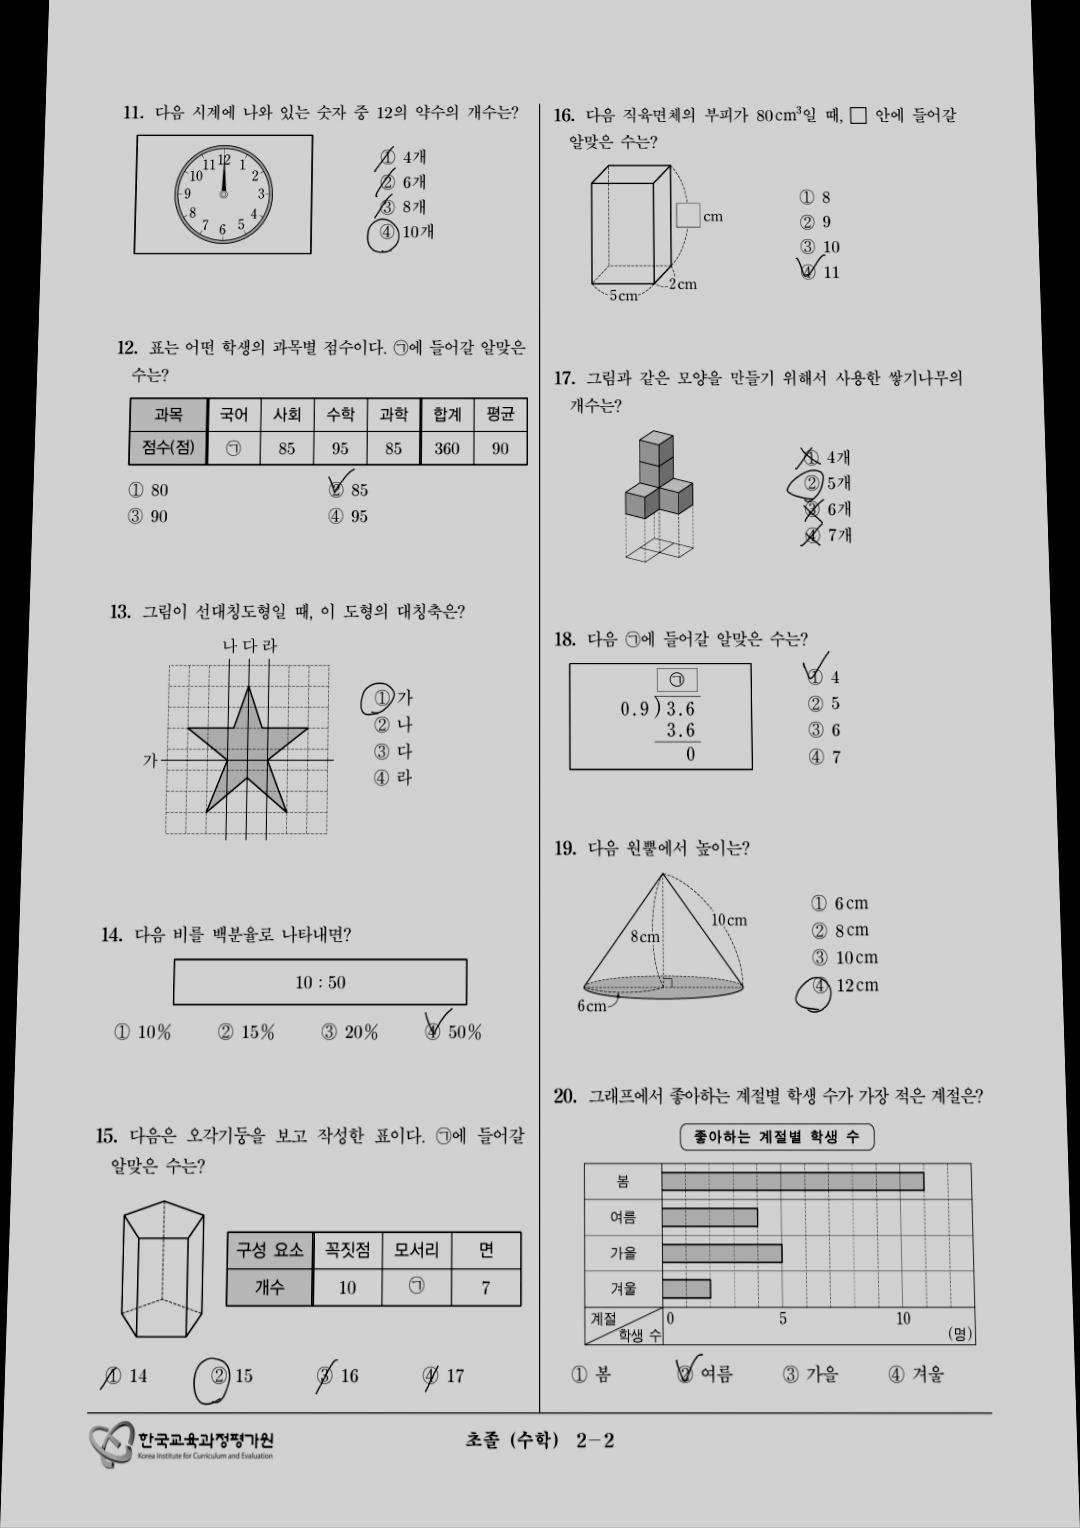 11. 다음 시계에 나와 있는 숫자 중 12의 약수의 개수는?
11 12 1
10 2
9 3
8 4
7 6 5
① 4개
② 6개
③ 8개
④ 10개
12. 표는 어떤 학생의 과목별 점수이다. ㉠에 들어갈 알맞은
수는?
과목 국어 사회 수학 과학 합계 평균
점수(점) ㉠ 85 95 85 360 90
① 80 ② 85
③ 90 ④ 95
13. 그림이 선대칭도형일 때, 이 도형의 대칭축은?
나 다 라
가
① 가
② 나
③ 다
④ 라
14. 다음 비를 백분율로 나타내면?
10 : 50
① 10% ② 15% ③ 20% ④ 50%
15. 다음은 오각기둥을 보고 작성한 표이다. ㉠에 들어갈
알맞은 수는?
구성 요소 꼭짓점 모서리 면
개수 10 ㉠ 7
① 14 ② 15 ③ 16 ④ 17
16. 다음 직육면체의 부피가 80cm³일 때, □ 안에 들어갈
알맞은 수는?
□ cm
2cm
5cm
① 8
② 9
③ 10
④ 11
17. 그림과 같은 모양을 만들기 위해서 사용한 쌓기나무의
개수는?
① 4개
② 5개
③ 6개
④ 7개
18. 다음 ㉠에 들어갈 알맞은 수는?
㉠
0.9 ) 3.6
3.6
0
① 4
② 5
③ 6
④ 7
19. 다음 원뿔에서 높이는?
10cm
8cm
6cm
① 6cm
② 8cm
③ 10cm
④ 12cm
20. 그래프에서 좋아하는 계절별 학생 수가 가장 적은 계절은?
좋아하는 계절별 학생 수
봄
여름
가을
겨울
계절 0 5 10
학생 수 (명)
① 봄 ② 여름 ③ 가을 ④ 겨울
한국교육과정평가원
Korea Institute for Curriculum and Evaluation
초졸 (수학) 2-2